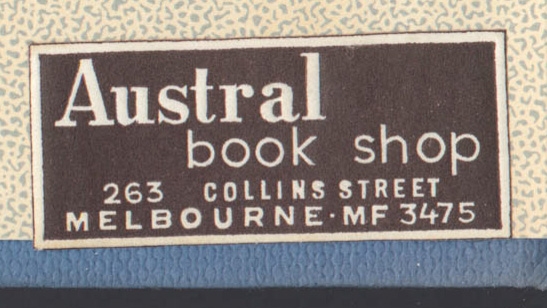 Austral
book shop
263 COLLINS STREET
MELBOURNE·MF 3475